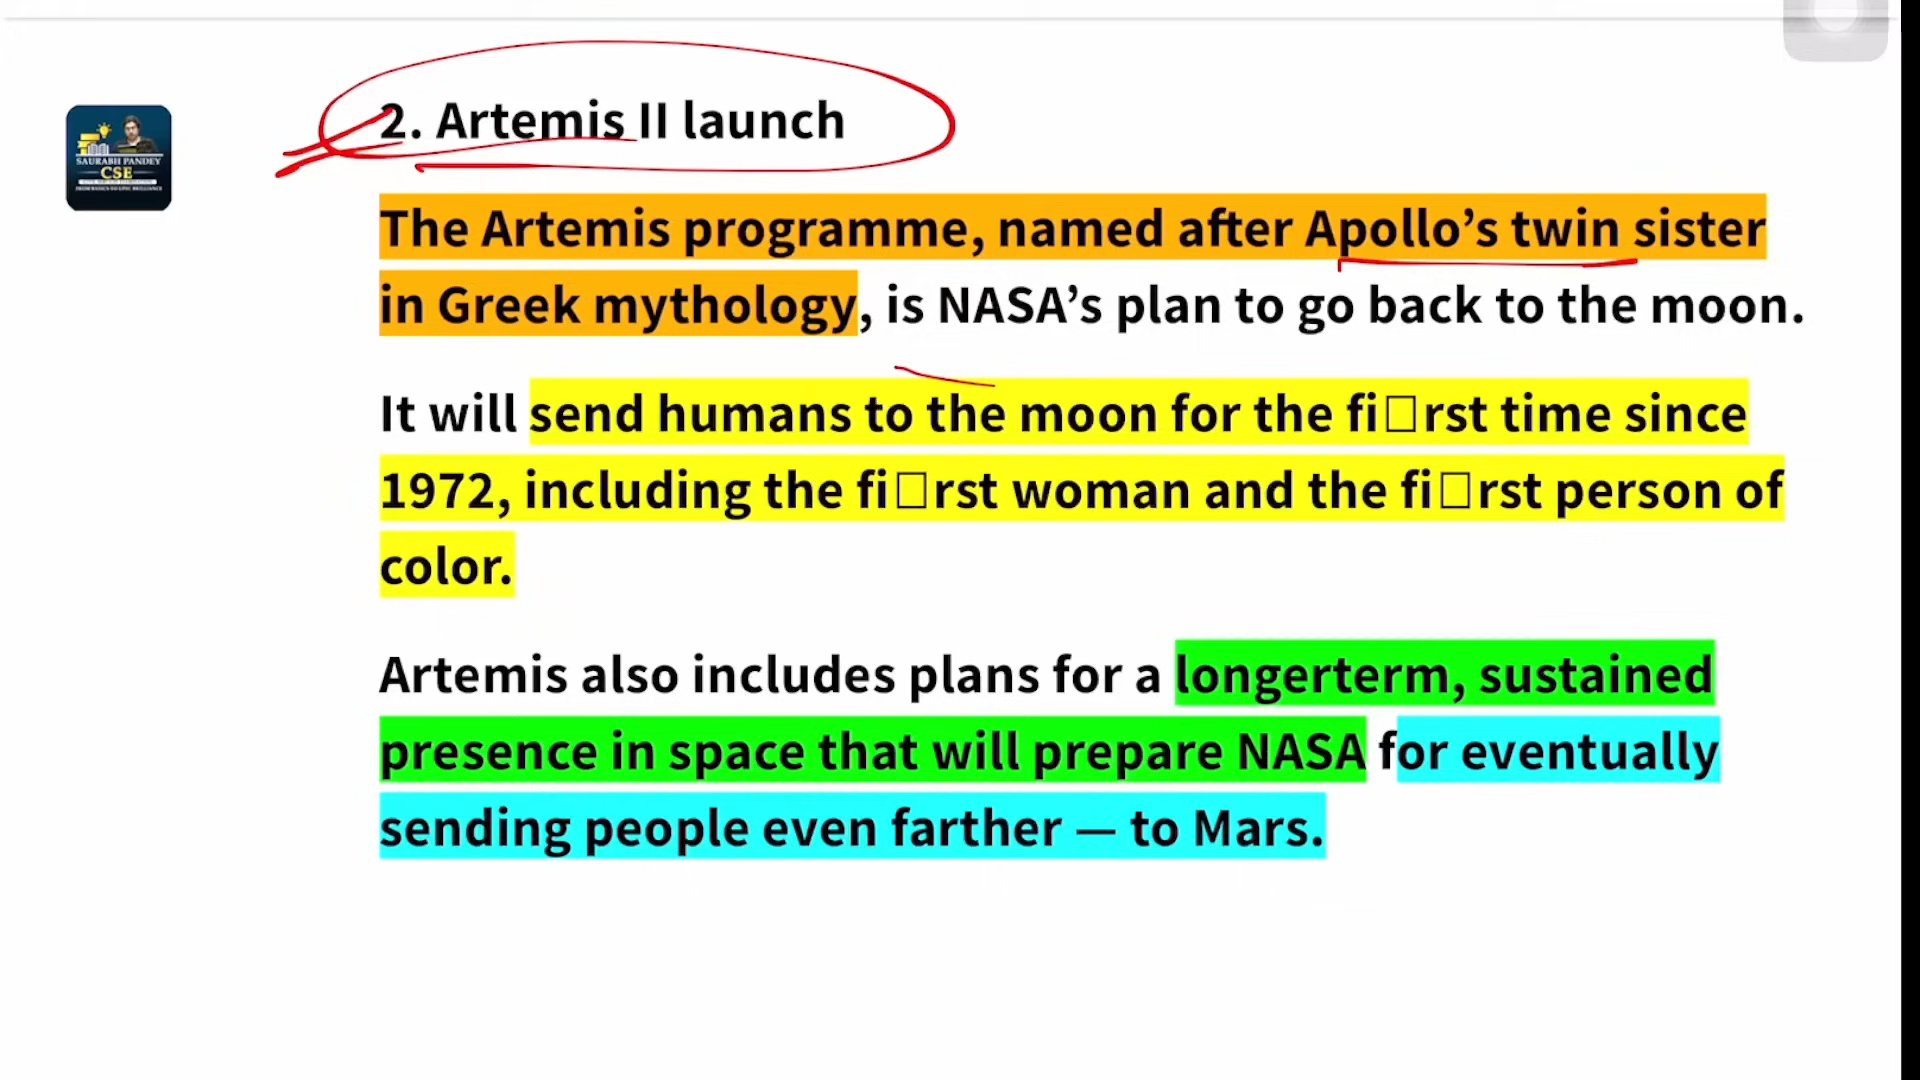 2. Artemis II launch
SAURABH PANDEY
CSE
The Artemis programme, named after Apollo’s twin sister
in Greek mythology, is NASA’s plan to go back to the moon.
It will send humans to the moon for the fi□rst time since
1972, including the fi□rst woman and the fi□rst person of
color.
Artemis also includes plans for a longerterm, sustained
presence in space that will prepare NASA for eventually
sending people even farther — to Mars.